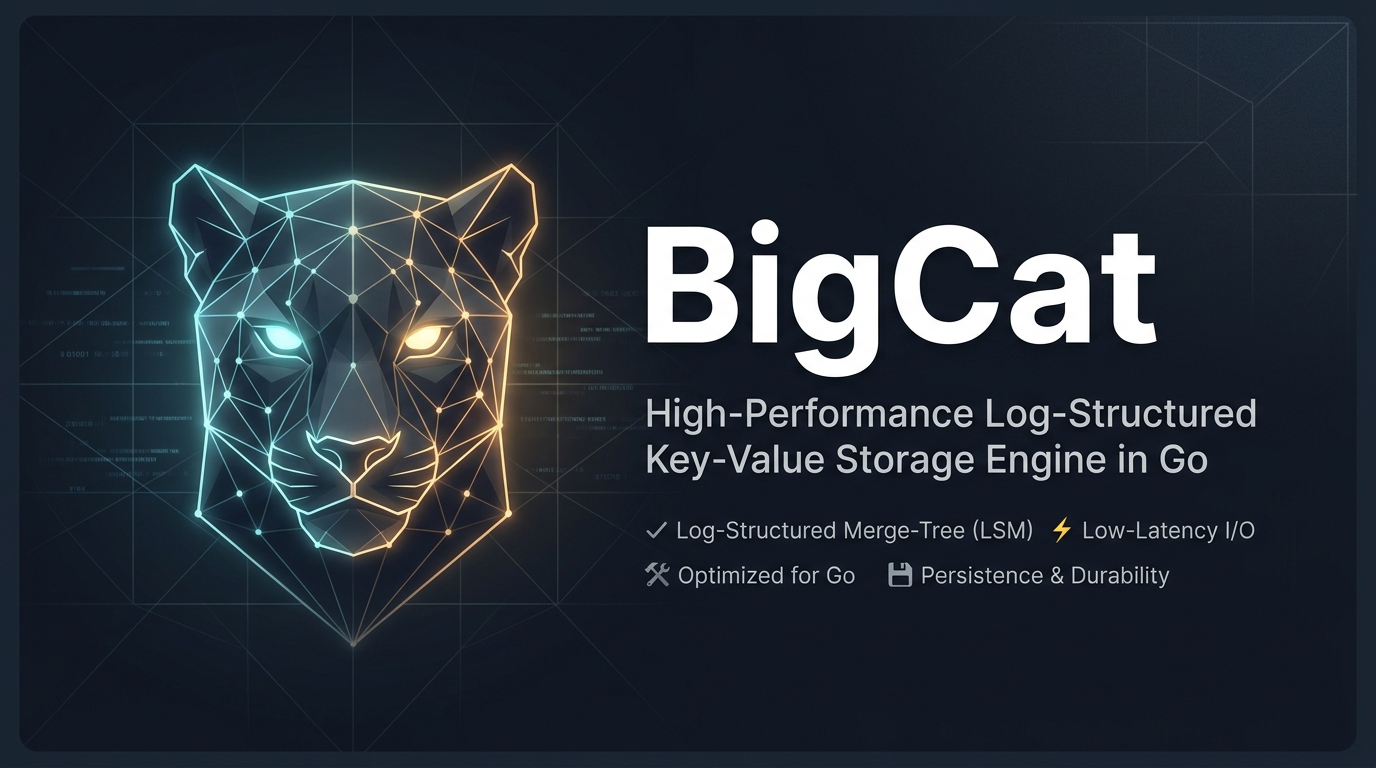 BigCat
High-Performance Log-Structured
Key-Value Storage Engine in Go
✓ Log-Structured Merge-Tree (LSM) ⚡ Low-Latency I/O
🛠 Optimized for Go 💾 Persistence & Durability